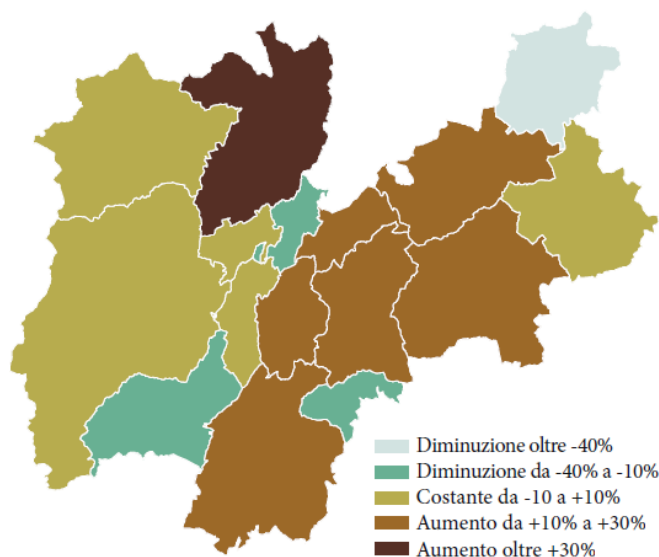 Diminuzione oltre -40%
Diminuzione da -40% a -10%
Costante da -10 a +10%
Aumento da +10% a +30%
Aumento oltre +30%